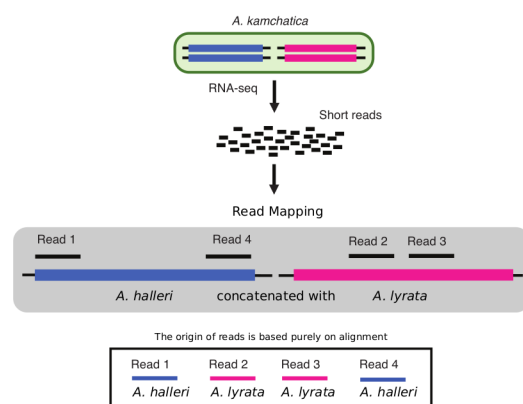 A. kamchatica
RNA-seq
Short reads
Read Mapping
Read 1 Read 4 Read 2 Read 3
A. halleri concatenated with A. lyrata
The origin of reads is based purely on alignment
Read 1 Read 2 Read 3 Read 4
A. halleri A. lyrata A. lyrata A. halleri